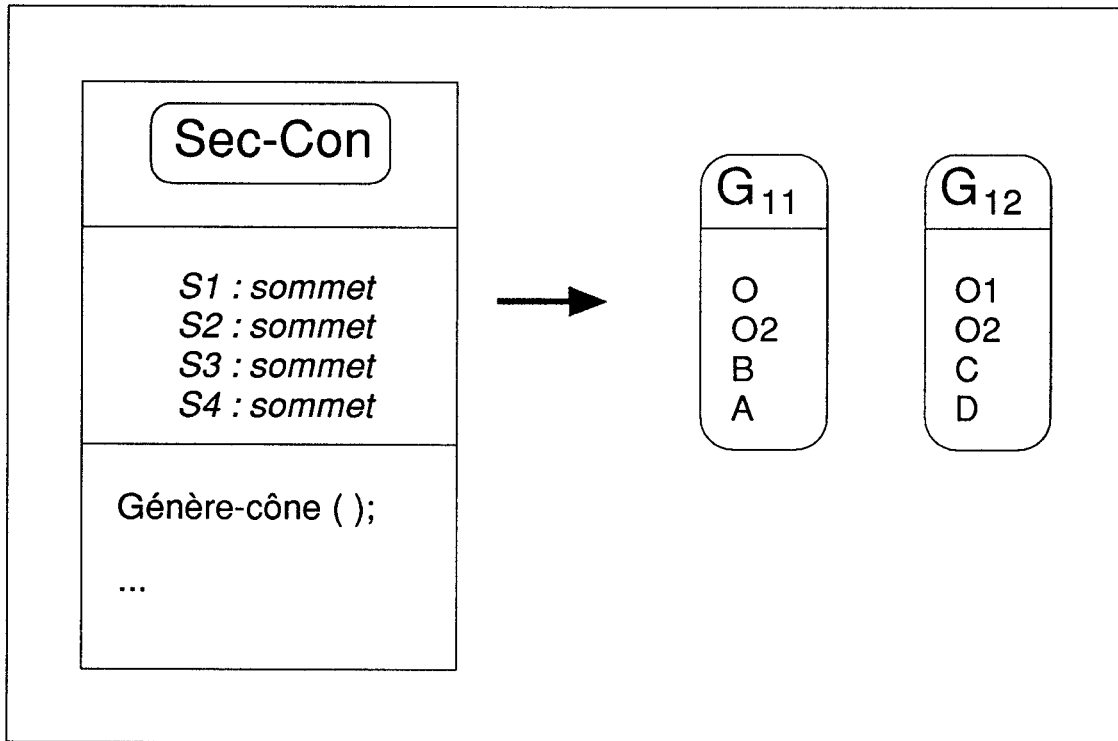 Sec-Con
S1 : sommet
S2 : sommet
S3 : sommet
S4 : sommet
Génère-cône ( );
...
G11
O
O2
B
A
G12
O1
O2
C
D